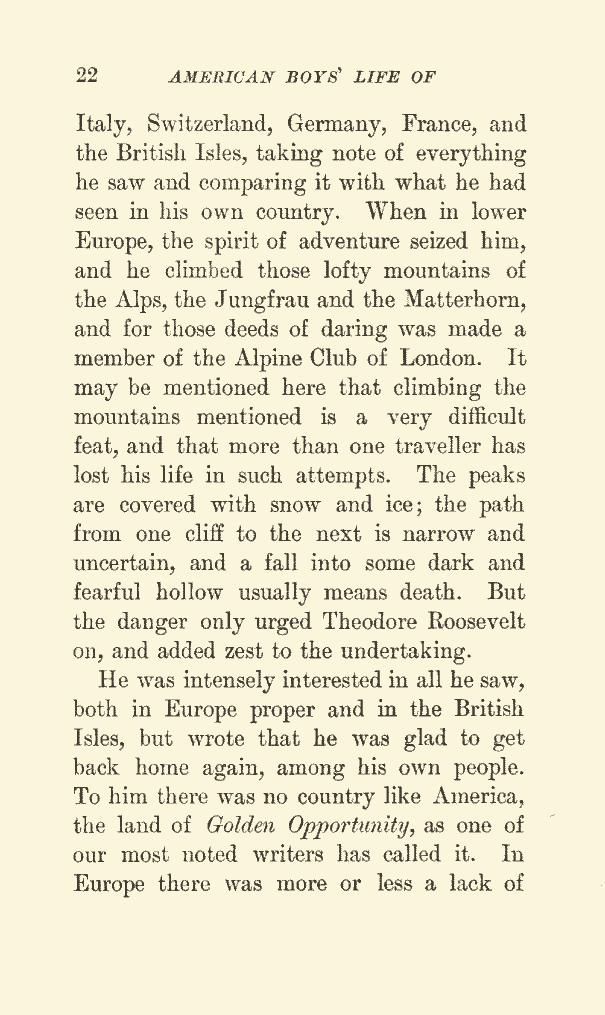 22 AMERICAN BOYS' LIFE OF
Italy, Switzerland, Germany, France, and
the British Isles, taking note of everything
he saw and comparing it with what he had
seen in his own country. When in lower
Europe, the spirit of adventure seized him,
and he climbed those lofty mountains of
the Alps, the Jungfrau and the Matterhorn,
and for those deeds of daring was made a
member of the Alpine Club of London. It
may be mentioned here that climbing the
mountains mentioned is a very difficult
feat, and that more than one traveller has
lost his life in such attempts. The peaks
are covered with snow and ice; the path
from one cliff to the next is narrow and
uncertain, and a fall into some dark and
fearful hollow usually means death. But
the danger only urged Theodore Roosevelt
on, and added zest to the undertaking.
He was intensely interested in all he saw,
both in Europe proper and in the British
Isles, but wrote that he was glad to get
back home again, among his own people.
To him there was no country like America,
the land of Golden Opportunity, as one of
our most noted writers has called it. In
Europe there was more or less a lack of